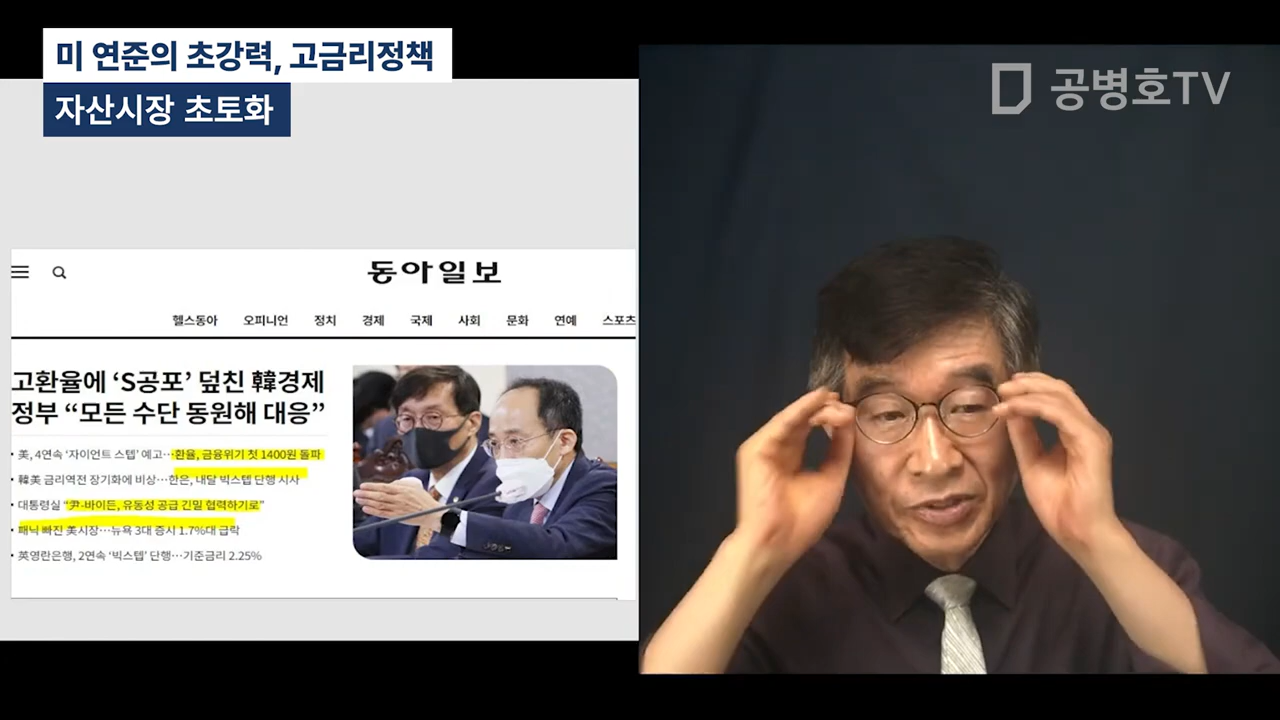 미 연준의 초강력, 고금리정책
자산시장 초토화
공병호TV
동아일보
헬스동아 오피니언 정치 경제 국제 사회 문화 연예 스포츠
고환율에 ‘S공포’ 덮친 韓경제
정부 “모든 수단 동원해 대응”
• 美, 4연속 ‘자이언트 스텝’ 예고…환율, 금융위기 첫 1400원 돌파
• 韓美 금리역전 장기화에 비상…한은, 내달 빅스텝 단행 시사
• 대통령실 “尹-바이든, 유동성 공급 긴밀 협력하기로”
• 패닉 빠진 美시장…뉴욕 3대 증시 1.7%대 급락
• 英영란은행, 2연속 ‘빅스텝’ 단행…기준금리 2.25%